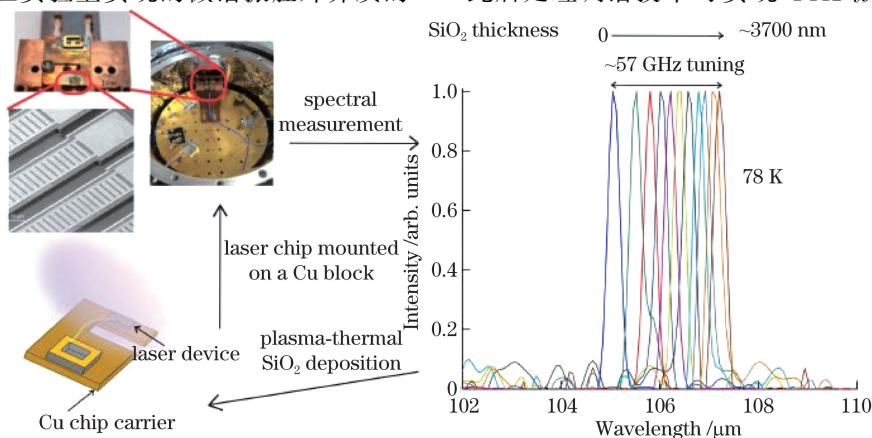 SiO₂ thickness 0 ~3700 nm
~57 GHz tuning
spectral
measurement
78 K
laser chip mounted
on a Cu block
plasma-thermal
SiO₂ deposition
laser device
Cu chip carrier
Intensity /arb. units
1.0
0.8
0.6
0.4
0.2
0
102 104 106 108 110
Wavelength /μm